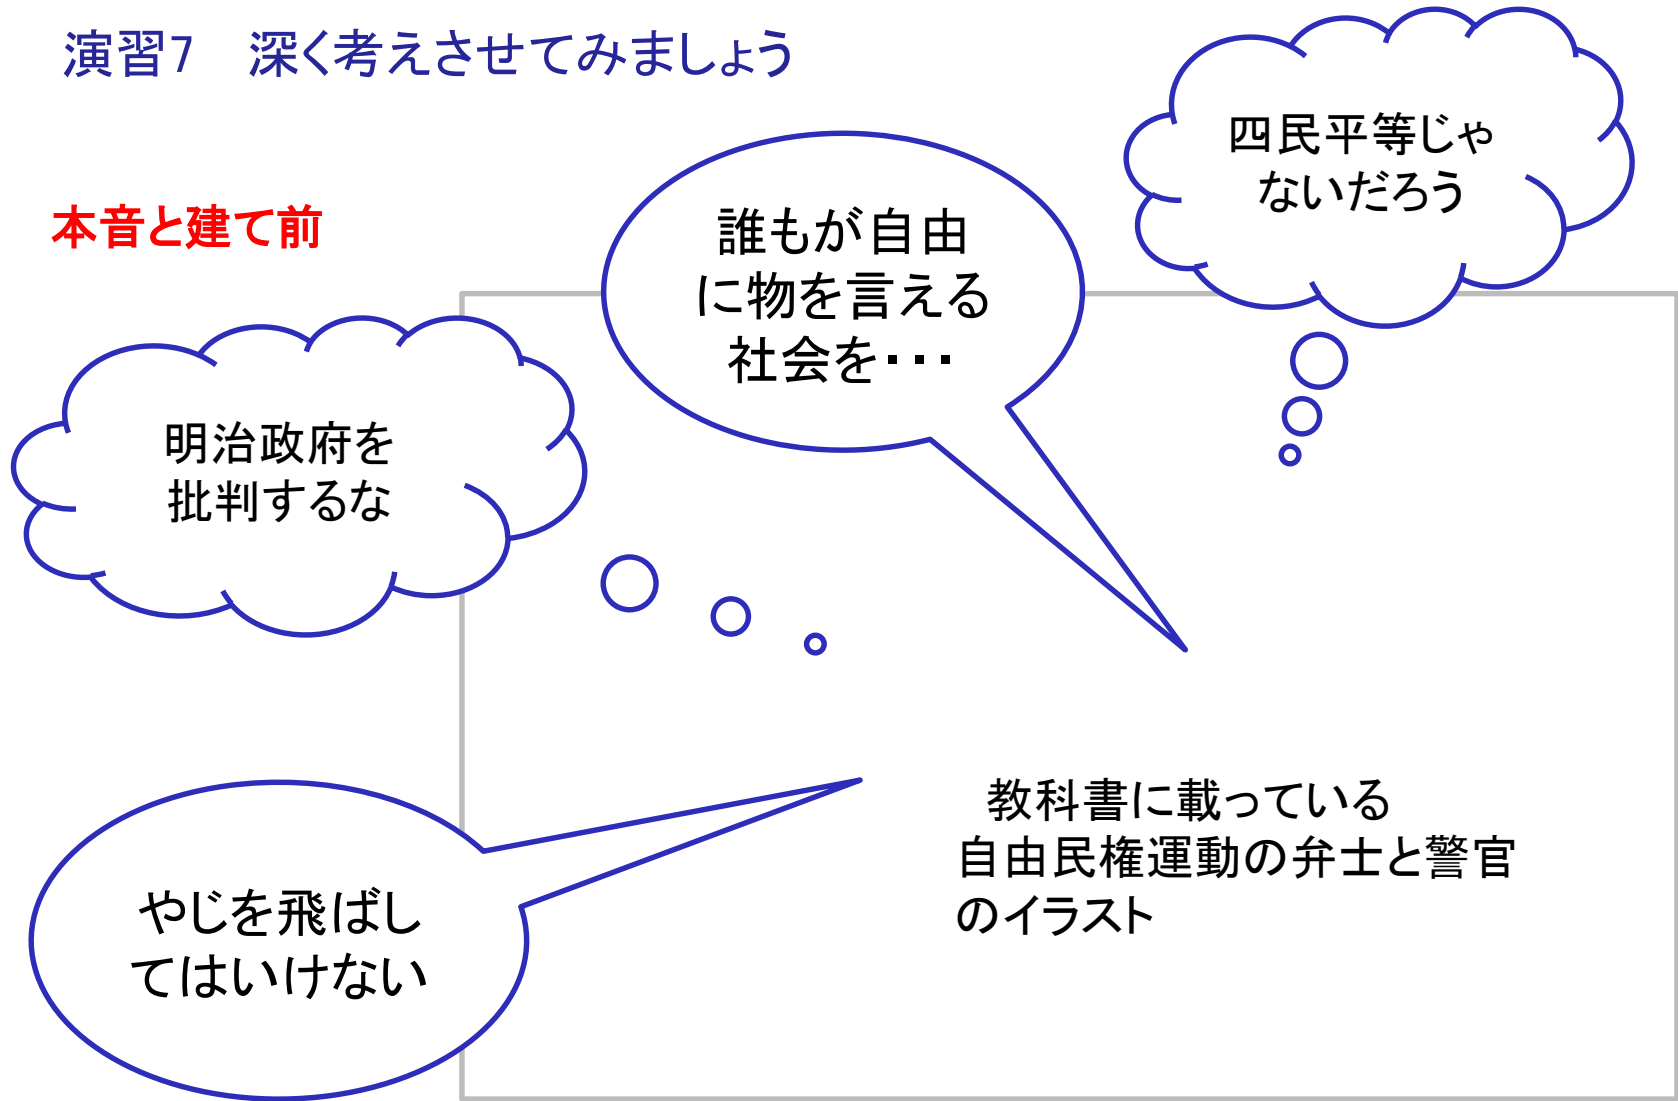 演習7　深く考えさせてみましょう
四民平等じゃ
ないだろう
本音と建て前
誰もが自由
に物を言える
社会を・・・
明治政府を
批判するな
教科書に載っている
自由民権運動の弁士と警官
のイラスト
やじを飛ばし
てはいけない